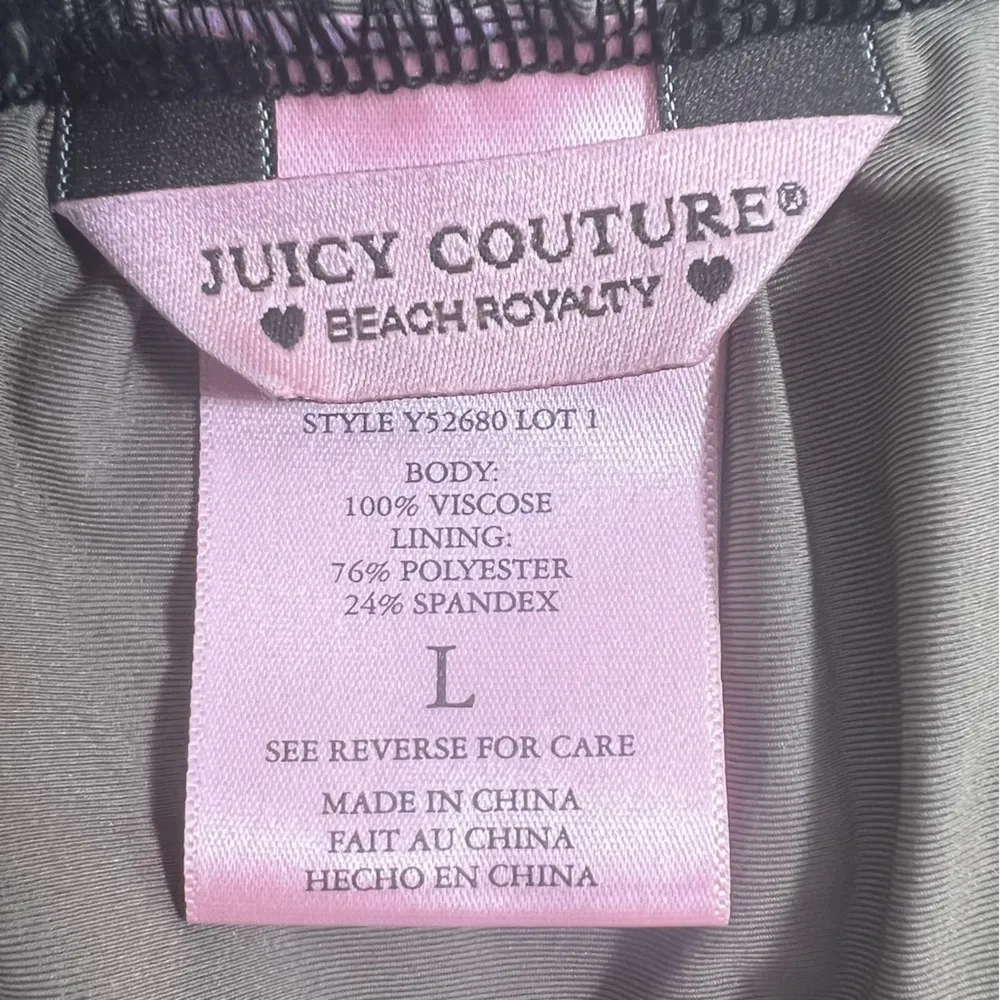 JUICY COUTURE®
♥ BEACH ROYALTY ♥
STYLE Y52680 LOT 1
BODY:
100% VISCOSE
LINING:
76% POLYESTER
24% SPANDEX
L
SEE REVERSE FOR CARE
MADE IN CHINA
FAIT AU CHINA
HECHO EN CHINA